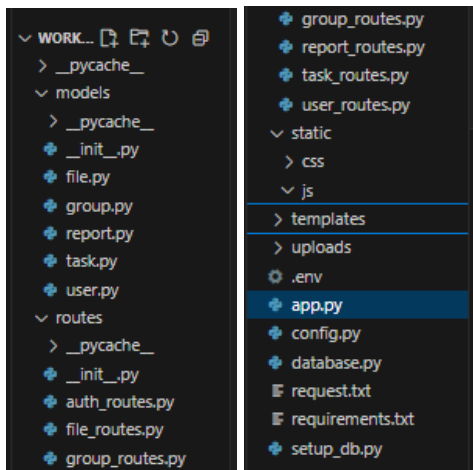 WORK...
__pycache__
models
__pycache__
__init__.py
file.py
group.py
report.py
task.py
user.py
routes
__pycache__
__init__.py
auth_routes.py
file_routes.py
group_routes.py
group_routes.py
report_routes.py
task_routes.py
user_routes.py
static
css
js
templates
uploads
.env
app.py
config.py
database.py
request.txt
requirements.txt
setup_db.py